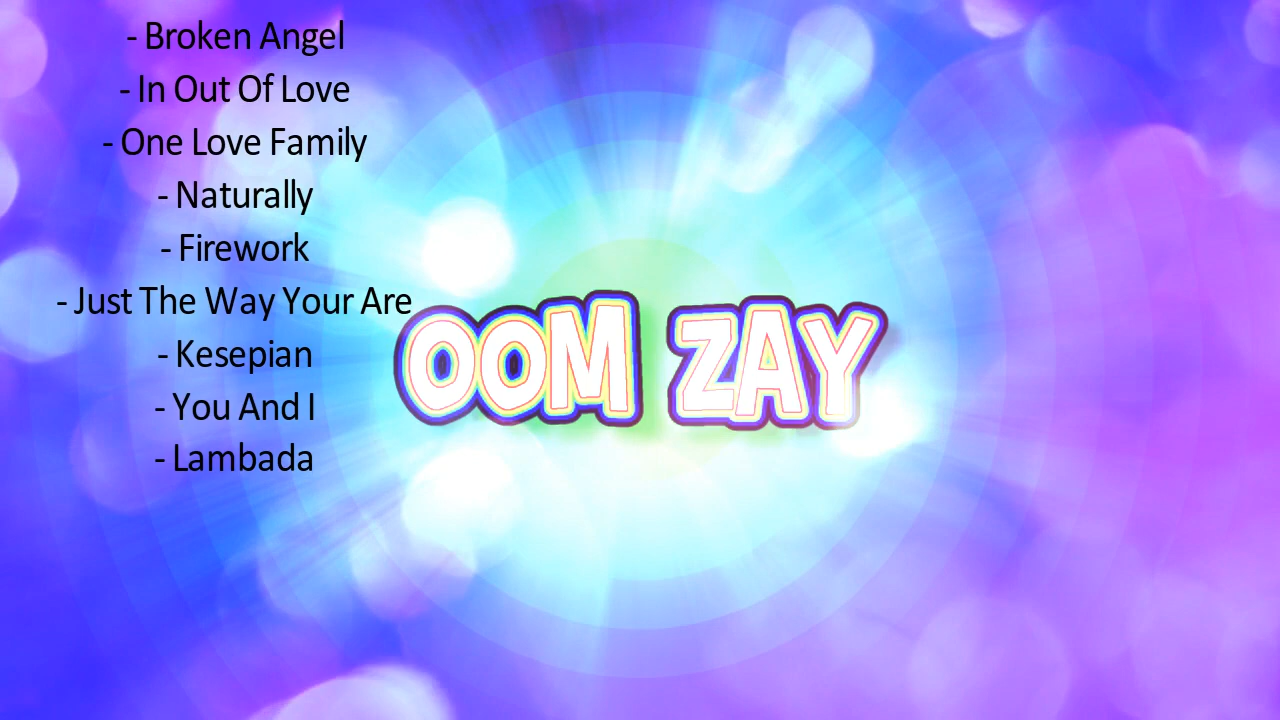 - Broken Angel
- In Out Of Love
- One Love Family
- Naturally
- Firework
- Just The Way Your Are
- Kesepian
- You And I
- Lambada
OOM ZAY